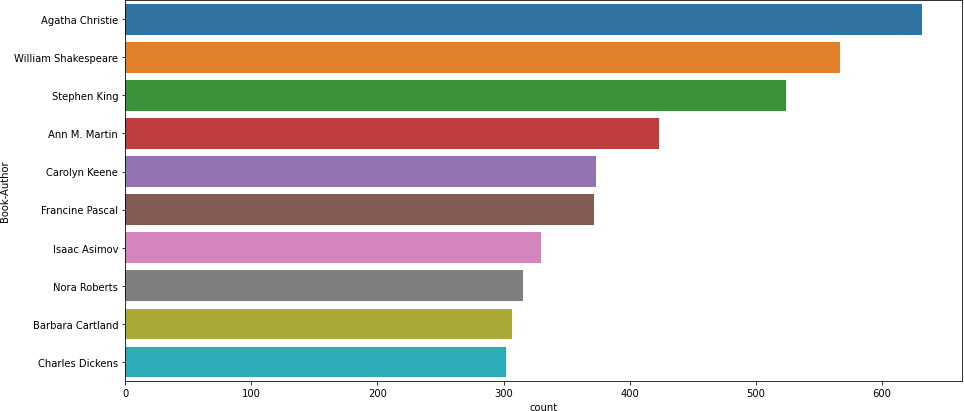 Agatha Christie
William Shakespeare
Stephen King
Ann M. Martin
Carolyn Keene
Francine Pascal
Isaac Asimov
Nora Roberts
Barbara Cartland
Charles Dickens
Book-Author
0 100 200 300 400 500 600
count